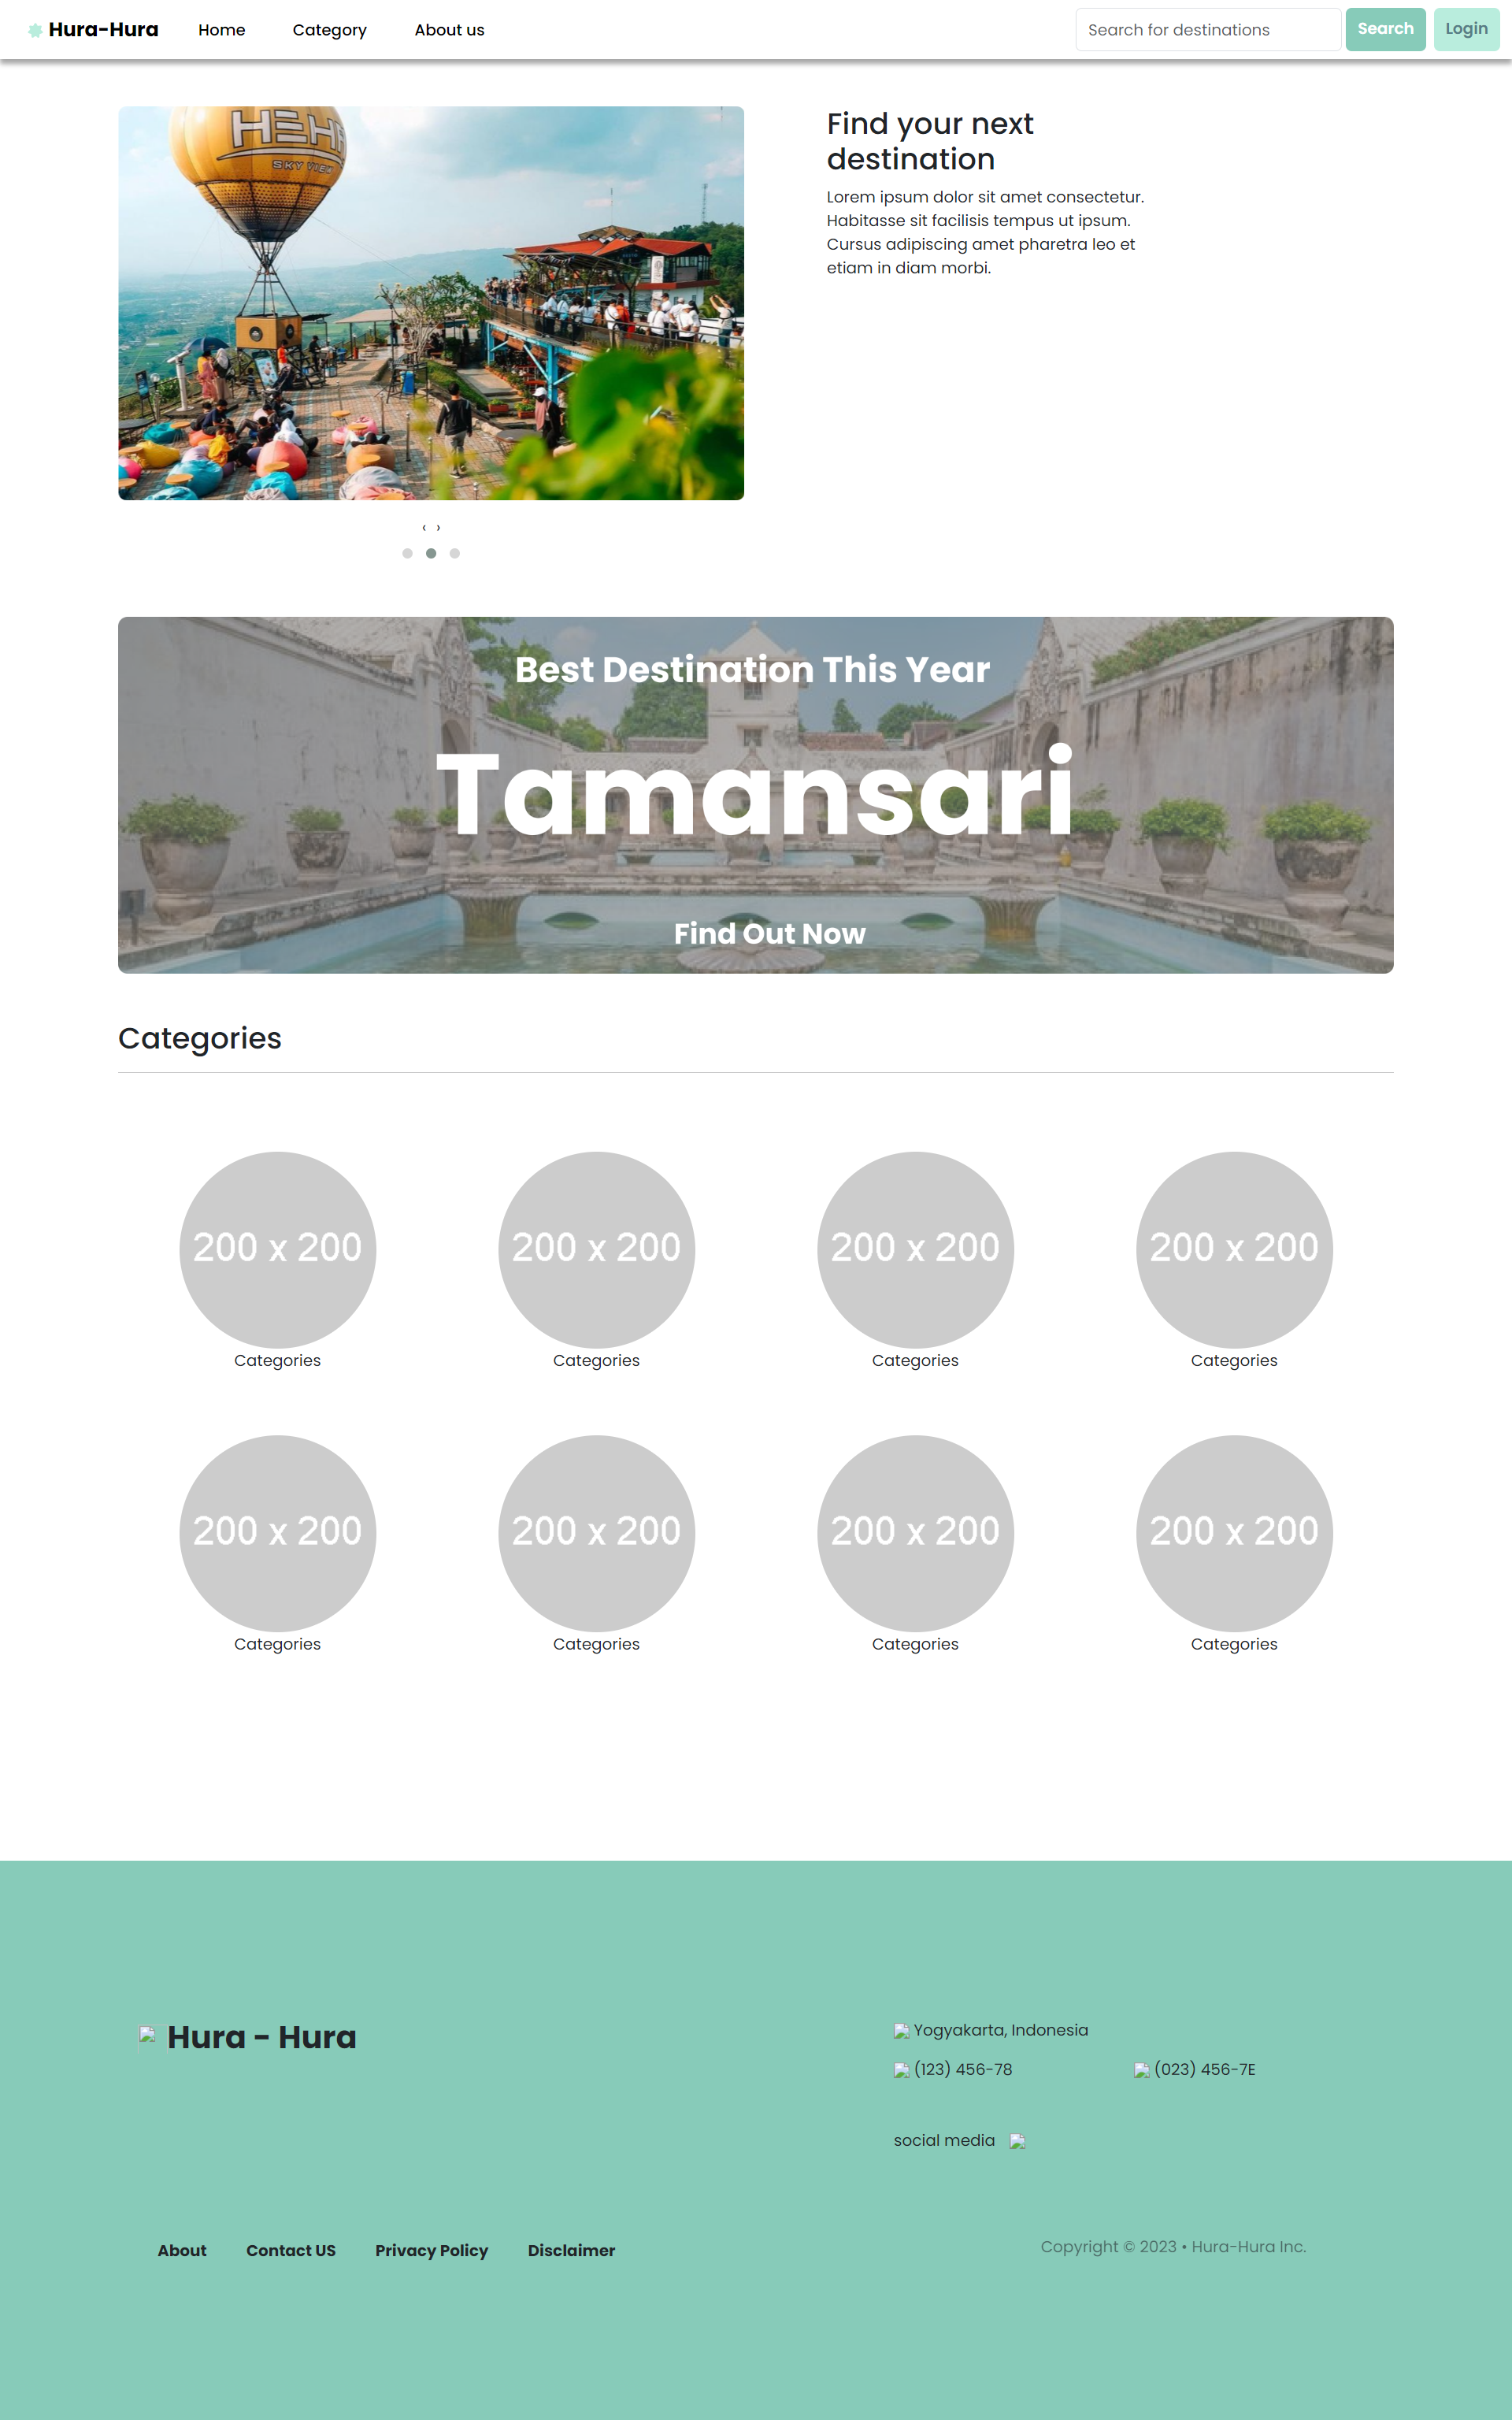 Hura-Hura
Home
Category
About us
Search for destinations
Search
Login
SKY VIEW
Find your next
destination
Lorem ipsum dolor sit amet consectetur.
Habitasse sit facilisis tempus ut ipsum.
Cursus adipiscing amet pharetra leo et
etiam in diam morbi.
‹ ›
Best Destination This Year
Tamansari
Find Out Now
Categories
200 x 200
200 x 200
200 x 200
200 x 200
Categories
Categories
Categories
Categories
200 x 200
200 x 200
200 x 200
200 x 200
Categories
Categories
Categories
Categories
Hura - Hura
Yogyakarta, Indonesia
(123) 456-78
(023) 456-7E
social media
About
Contact US
Privacy Policy
Disclaimer
Copyright © 2023 • Hura-Hura Inc.